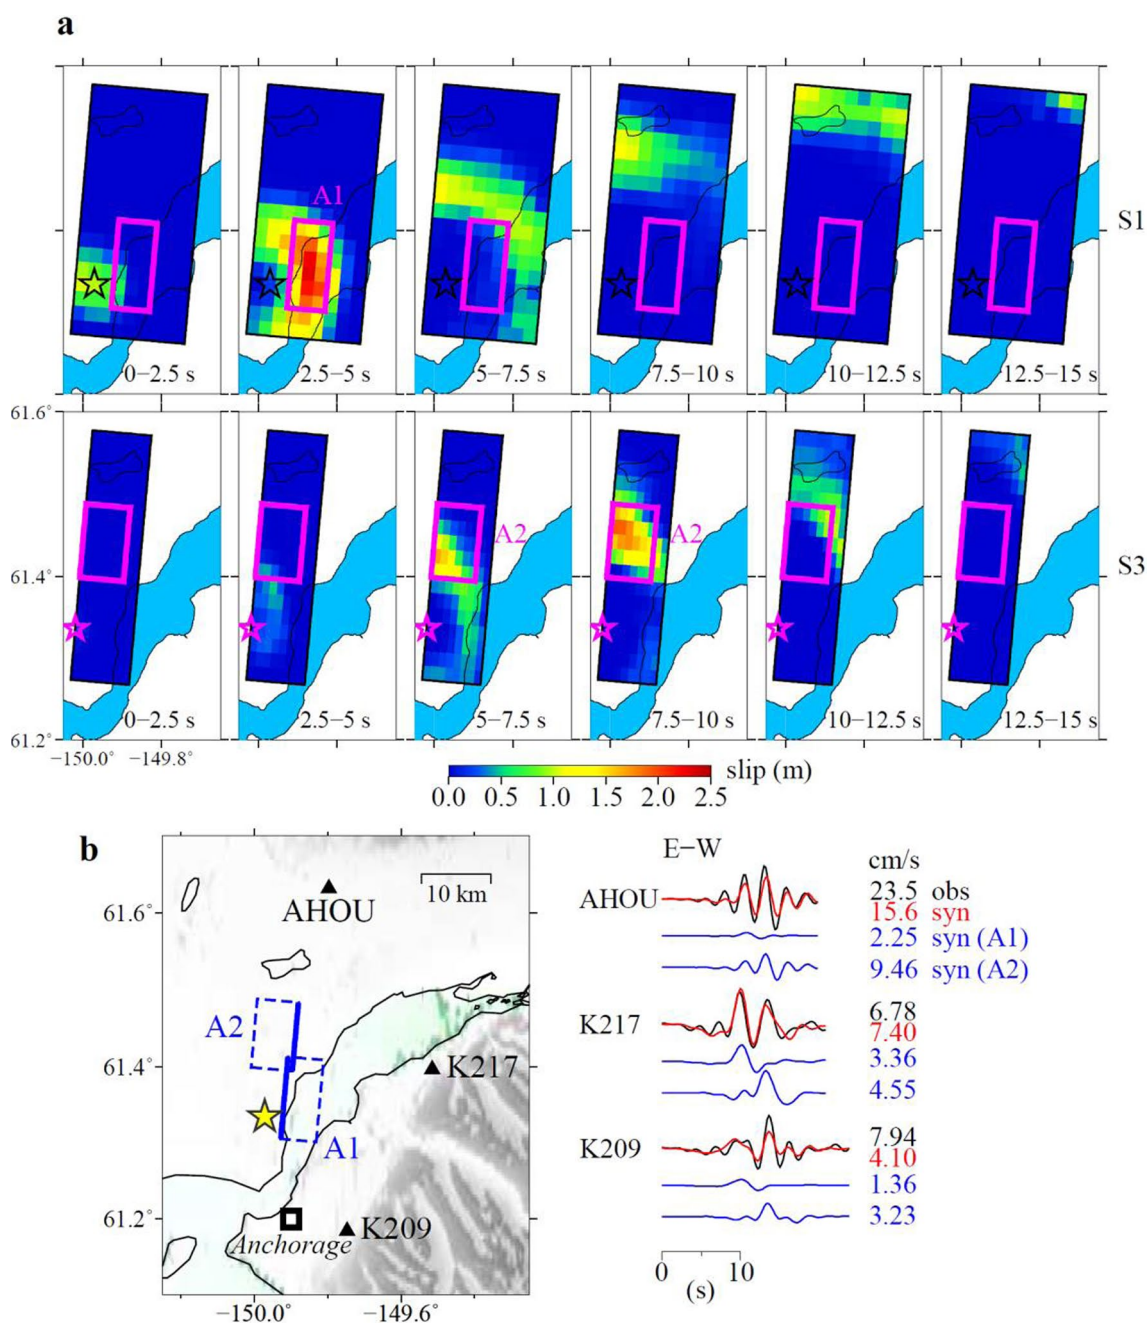 a
A1
S1
0−2.5 s
2.5−5 s
5−7.5 s
7.5−10 s
10−12.5 s
12.5−15 s
61.6°
A2
A2
61.4°
S3
0−2.5 s
2.5−5 s
5−7.5 s
7.5−10 s
10−12.5 s
12.5−15 s
61.2°
−150.0° −149.8°
slip (m)
0.0 0.5 1.0 1.5 2.0 2.5
b
10 km
AHOU
61.6°
A2
61.4°
K217
A1
61.2°
K209
Anchorage
−150.0° −149.6°
E−W
cm/s
AHOU
23.5 obs
15.6 syn
2.25 syn (A1)
9.46 syn (A2)
K217
6.78
7.40
3.36
4.55
K209
7.94
4.10
1.36
3.23
0 10
(s)